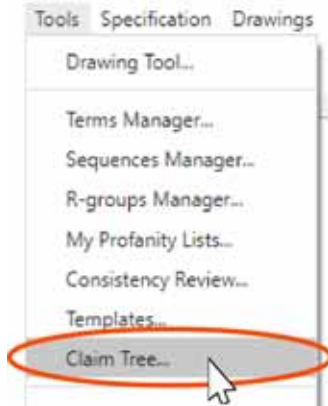 Tools Specification Drawings
Drawing Tool...
Terms Manager...
Sequences Manager...
R-groups Manager...
My Profanity Lists...
Consistency Review...
Templates...
Claim Tree...